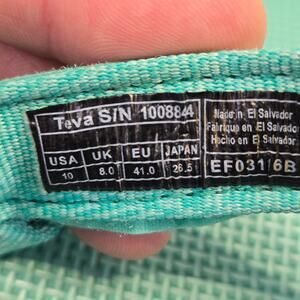 Teva S/N 1008844
USA UK EU JAPAN
10 8.0 41.0 26.5
Made in El Salvador
Fabriqué en El Salvador
Hecho en El Salvador
EF031 6B